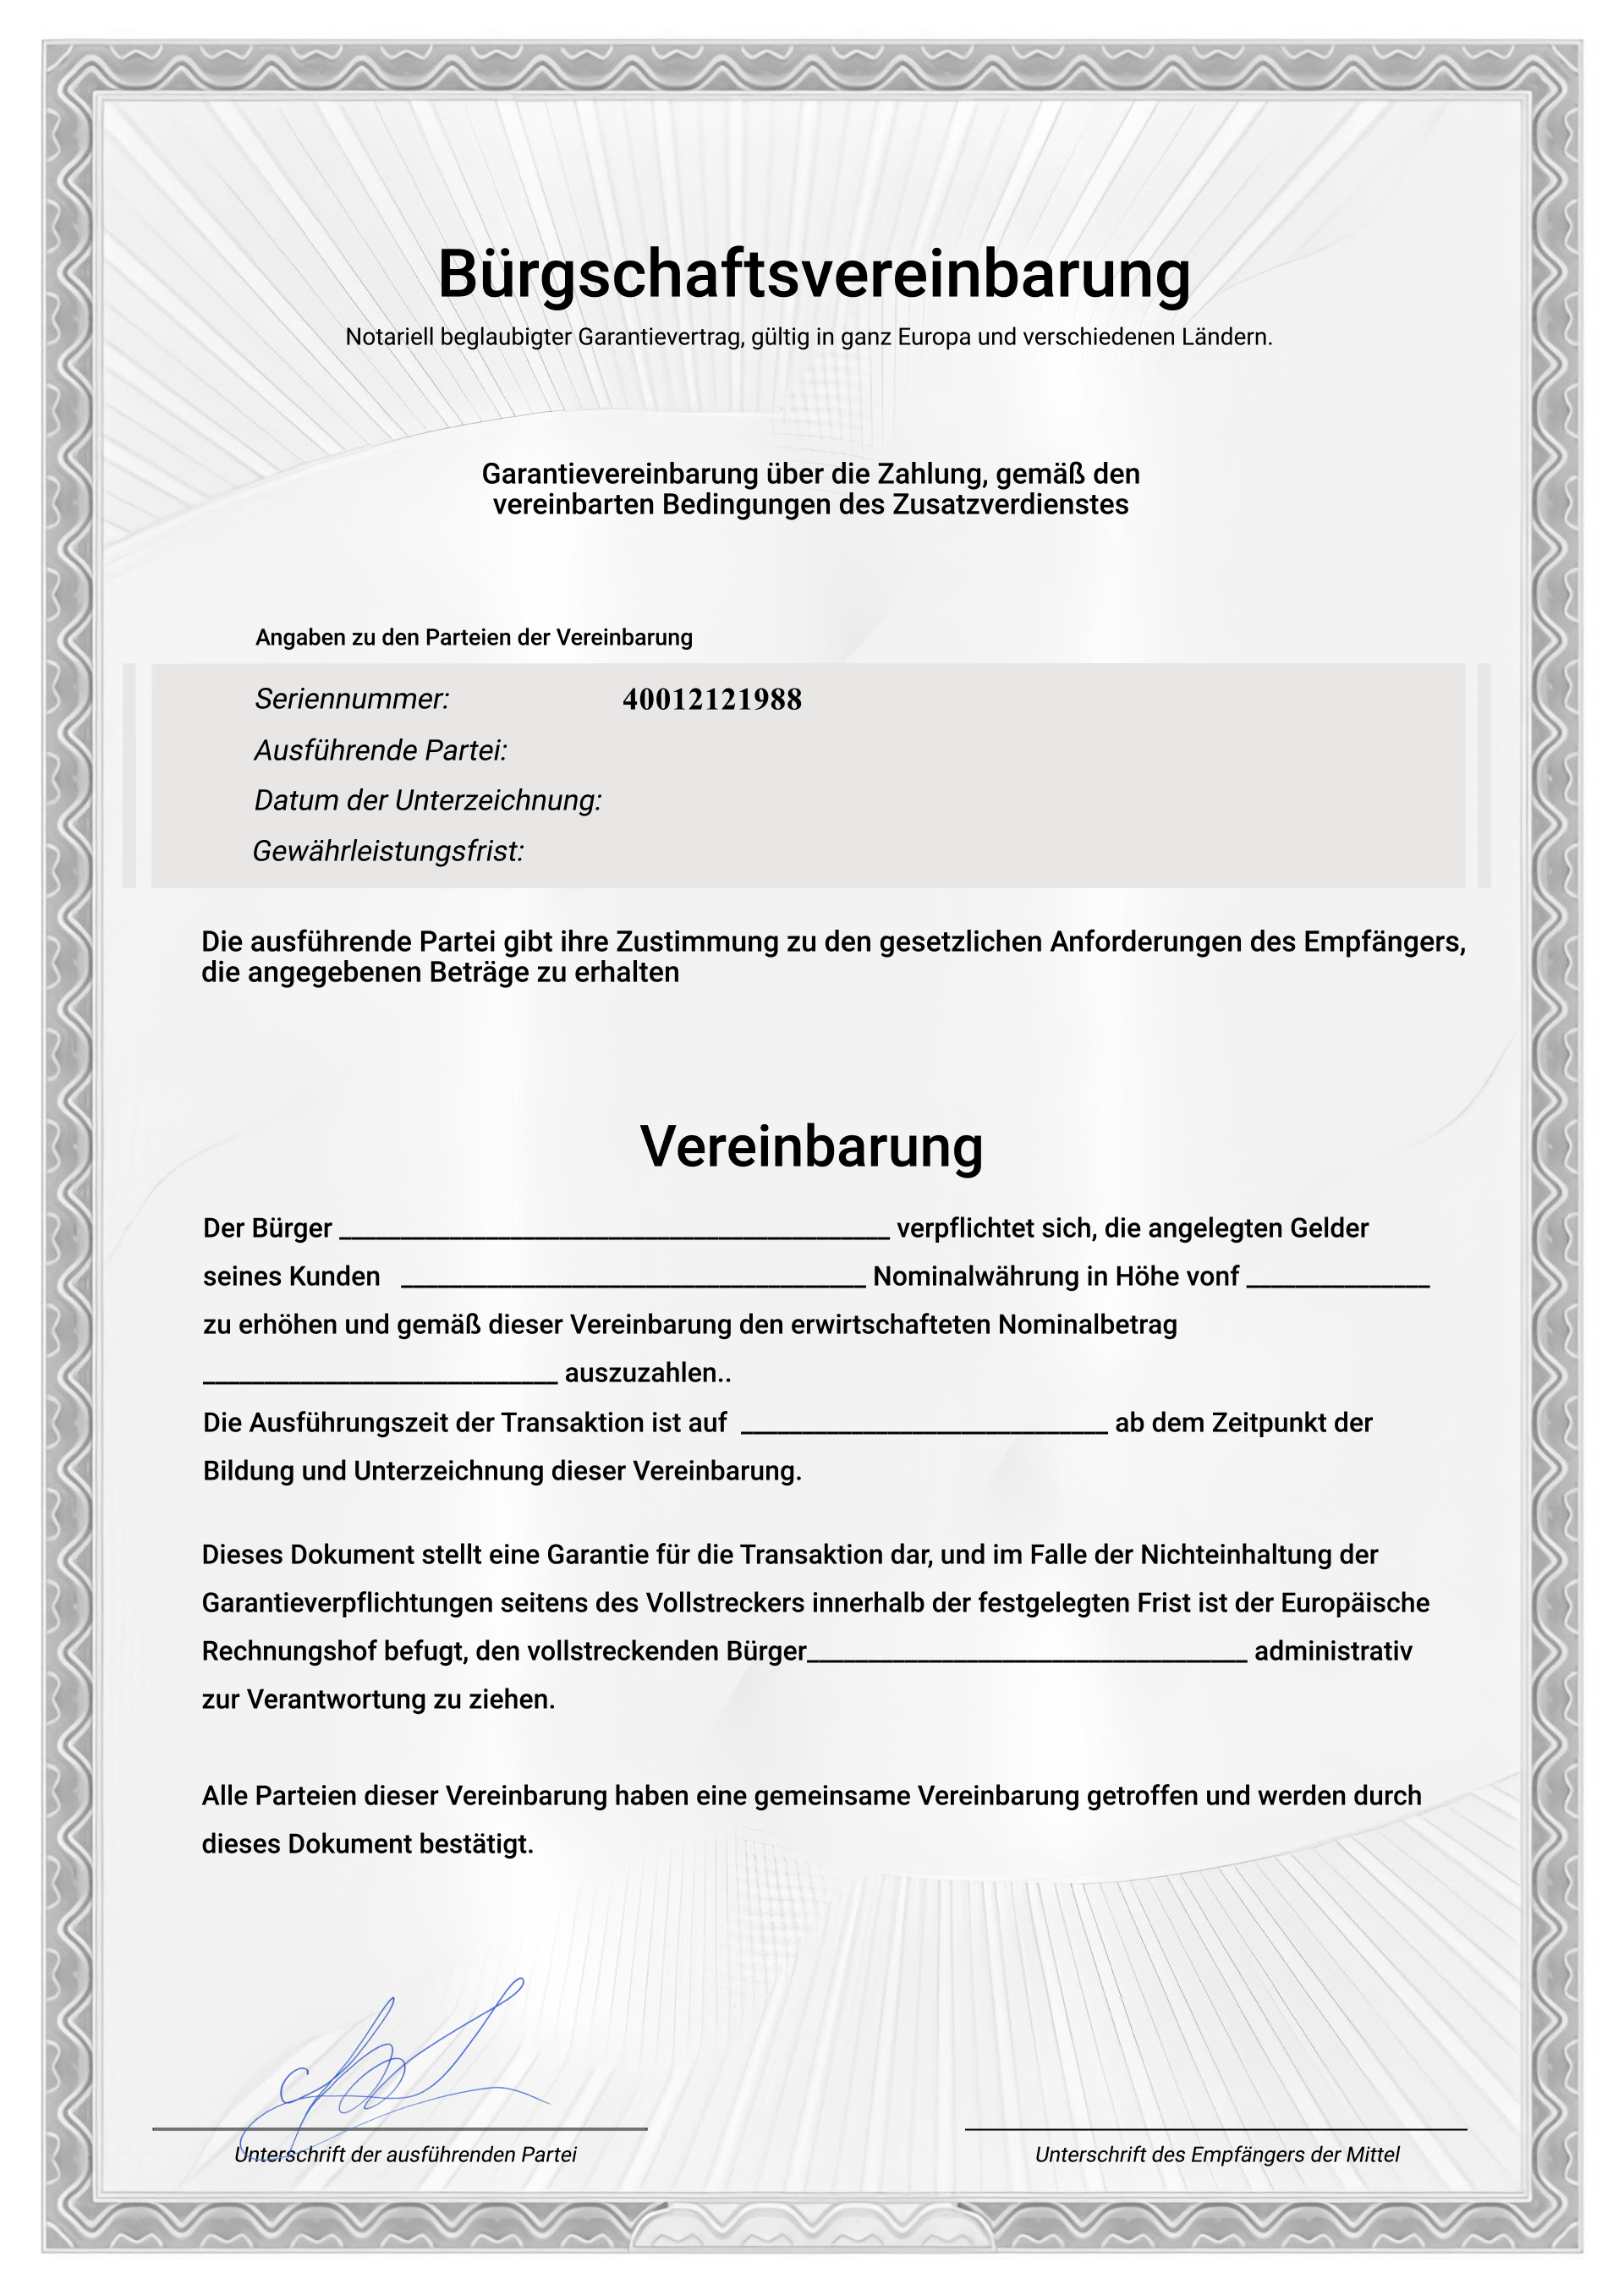 Bürgschaftsvereinbarung
Notariell beglaubigter Garantievertrag, gültig in ganz Europa und verschiedenen Ländern.
Garantievereinbarung über die Zahlung, gemäß den
vereinbarten Bedingungen des Zusatzverdienstes
Angaben zu den Parteien der Vereinbarung
Seriennummer: 40012121988
Ausführende Partei:
Datum der Unterzeichnung:
Gewährleistungsfrist:
Die ausführende Partei gibt ihre Zustimmung zu den gesetzlichen Anforderungen des Empfängers,
die angegebenen Beträge zu erhalten
Vereinbarung
Der Bürger _____________________________________________ verpflichtet sich, die angelegten Gelder
seines Kunden ______________________________________ Nominalwährung in Höhe vonf _______________
zu erhöhen und gemäß dieser Vereinbarung den erwirtschafteten Nominalbetrag
_____________________________ auszuzahlen..
Die Ausführungszeit der Transaktion ist auf ______________________________ ab dem Zeitpunkt der
Bildung und Unterzeichnung dieser Vereinbarung.
Dieses Dokument stellt eine Garantie für die Transaktion dar, und im Falle der Nichteinhaltung der
Garantieverpflichtungen seitens des Vollstreckers innerhalb der festgelegten Frist ist der Europäische
Rechnungshof befugt, den vollstreckenden Bürger____________________________________ administrativ
zur Verantwortung zu ziehen.
Alle Parteien dieser Vereinbarung haben eine gemeinsame Vereinbarung getroffen und werden durch
dieses Dokument bestätigt.
Unterschrift der ausführenden Partei
Unterschrift des Empfängers der Mittel